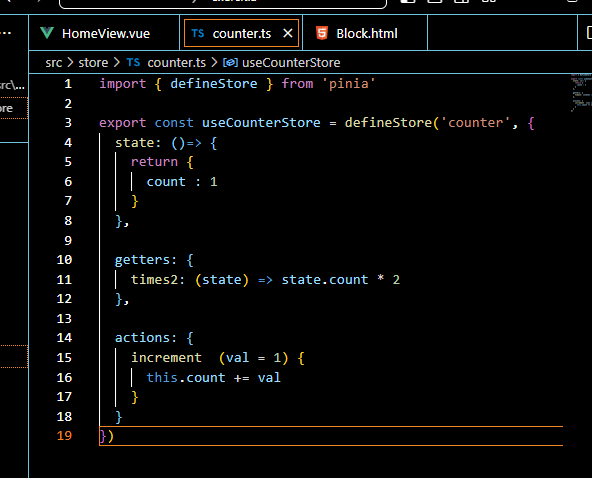 HomeView.vue
TS counter.ts
Block.html
src > store > TS counter.ts > useCounterStore
1 import { defineStore } from 'pinia'
2
3 export const useCounterStore = defineStore('counter', {
4 state: ()=> {
5 return {
6 count : 1
7 }
8 },
9
10 getters: {
11 times2: (state) => state.count * 2
12 },
13
14 actions: {
15 increment  (val = 1) {
16 this.count += val
17 }
18 }
19 })